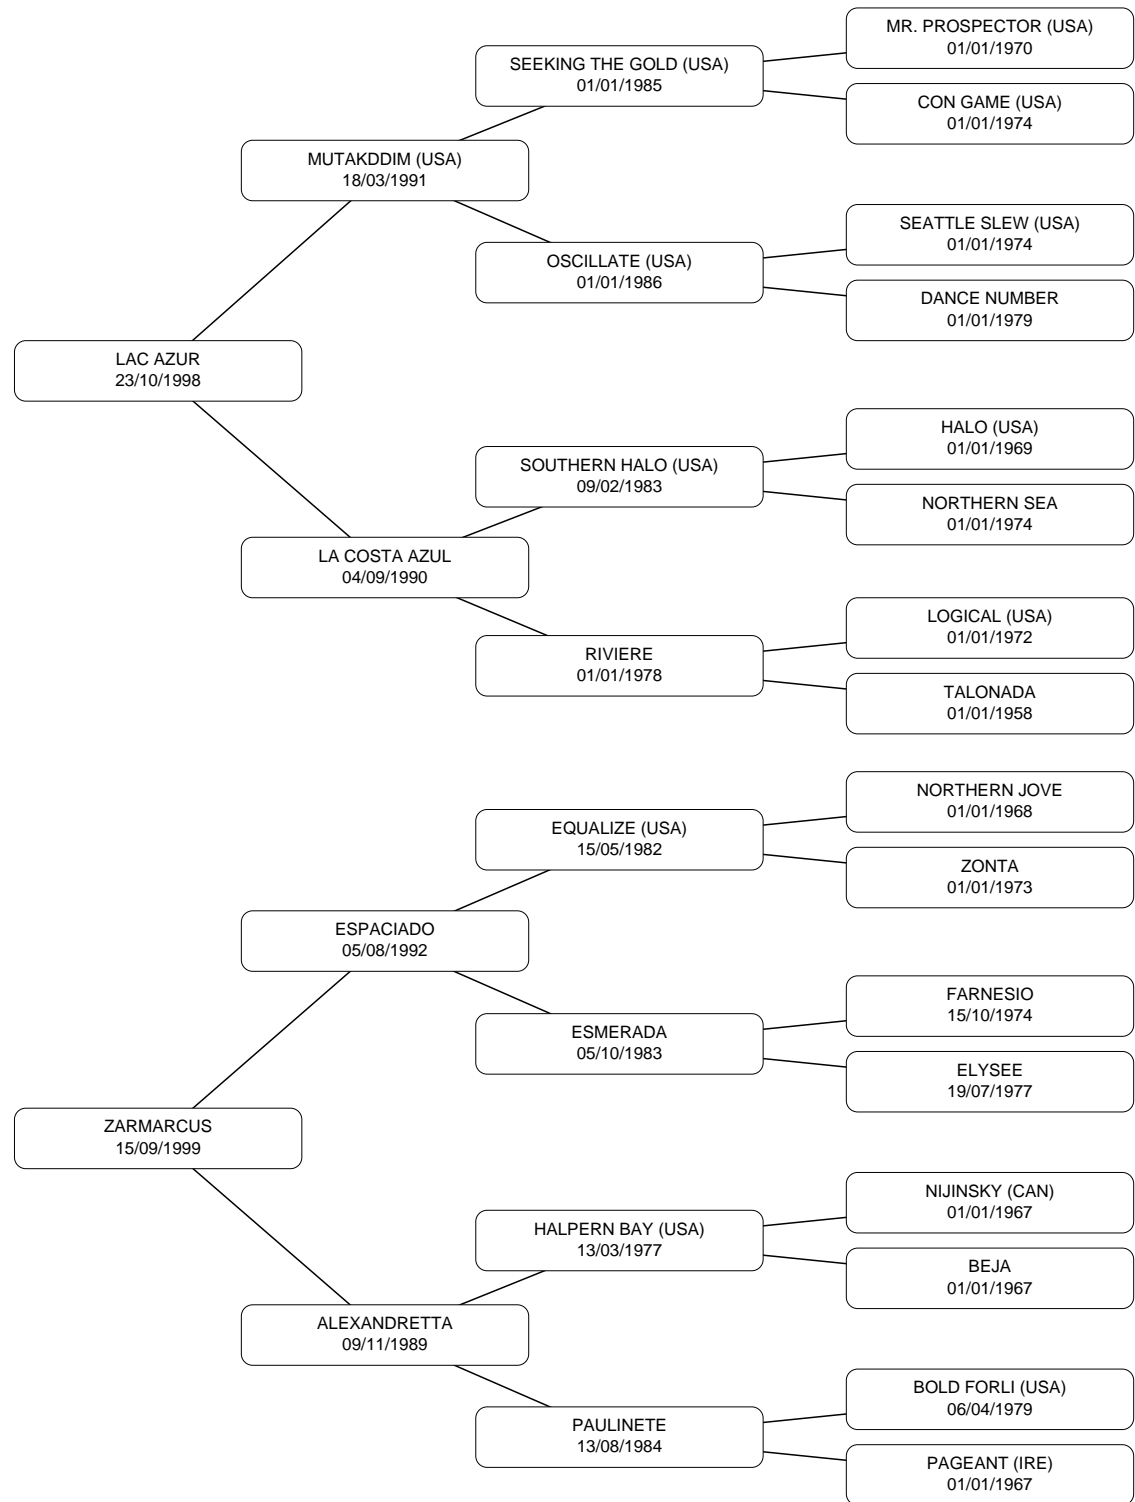 MR. PROSPECTOR (USA)
01/01/1970
SEEKING THE GOLD (USA)
01/01/1985
CON GAME (USA)
01/01/1974
MUTAKDDIM (USA)
18/03/1991
SEATTLE SLEW (USA)
01/01/1974
OSCILLATE (USA)
01/01/1986
DANCE NUMBER
01/01/1979
LAC AZUR
23/10/1998
HALO (USA)
01/01/1969
SOUTHERN HALO (USA)
09/02/1983
NORTHERN SEA
01/01/1974
LA COSTA AZUL
04/09/1990
LOGICAL (USA)
01/01/1972
RIVIERE
01/01/1978
TALONADA
01/01/1958
NORTHERN JOVE
01/01/1968
EQUALIZE (USA)
15/05/1982
ZONTA
01/01/1973
ESPACIADO
05/08/1992
FARNESIO
15/10/1974
ESMERADA
05/10/1983
ELYSEE
19/07/1977
ZARMARCUS
15/09/1999
NIJINSKY (CAN)
01/01/1967
HALPERN BAY (USA)
13/03/1977
BEJA
01/01/1967
ALEXANDRETTA
09/11/1989
BOLD FORLI (USA)
06/04/1979
PAULINETE
13/08/1984
PAGEANT (IRE)
01/01/1967